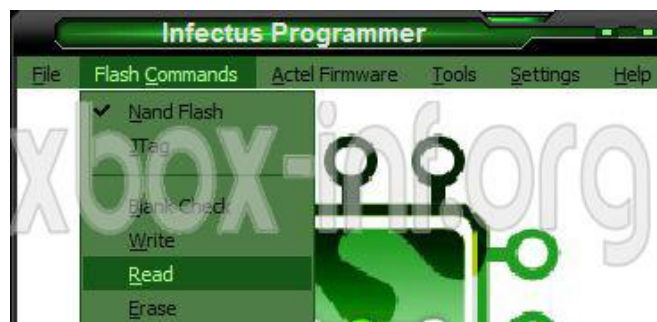 Infectus Programmer
File Flash Commands Actel Firmware Tools Settings Help
✔ Nand Flash
JTag
Blank Check
Write
Read
Erase
xbox-inf.org